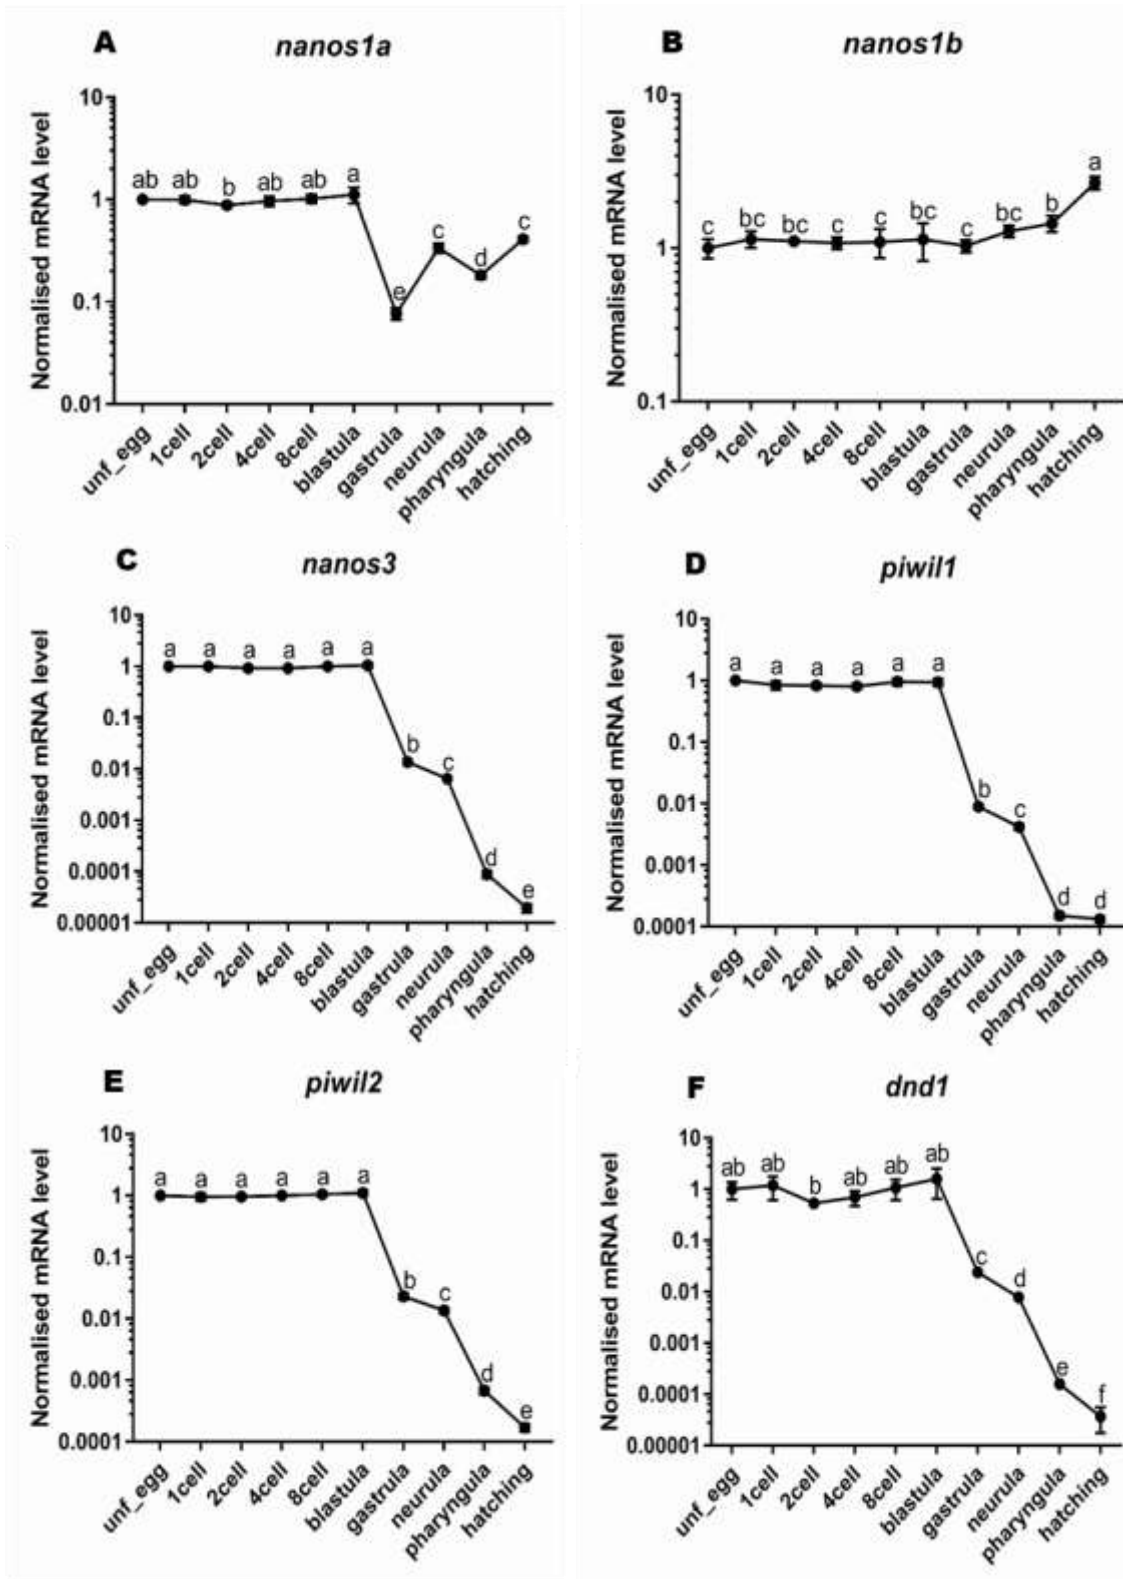 A nanos1a
Normalised mRNA level
10
1
0.1
0.01
ab ab b ab ab a e c d c
unf_egg 1cell 2cell 4cell 8cell blastula gastrula neurula pharyngula hatching
B nanos1b
Normalised mRNA level
10
1
0.1
c bc bc c c bc c bc b a
unf_egg 1cell 2cell 4cell 8cell blastula gastrula neurula pharyngula hatching
C nanos3
Normalised mRNA level
10
1
0.1
0.01
0.001
0.0001
0.00001
a a a a a a b c d e
unf_egg 1cell 2cell 4cell 8cell blastula gastrula neurula pharyngula hatching
D piwil1
Normalised mRNA level
10
1
0.1
0.01
0.001
0.0001
a a a a a a b c d d
unf_egg 1cell 2cell 4cell 8cell blastula gastrula neurula pharyngula hatching
E piwil2
Normalised mRNA level
10
1
0.1
0.01
0.001
0.0001
a a a a a a b c d e
unf_egg 1cell 2cell 4cell 8cell blastula gastrula neurula pharyngula hatching
F dnd1
Normalised mRNA level
10
1
0.1
0.01
0.001
0.0001
0.00001
ab ab b ab ab ab c d e f
unf_egg 1cell 2cell 4cell 8cell blastula gastrula neurula pharyngula hatching